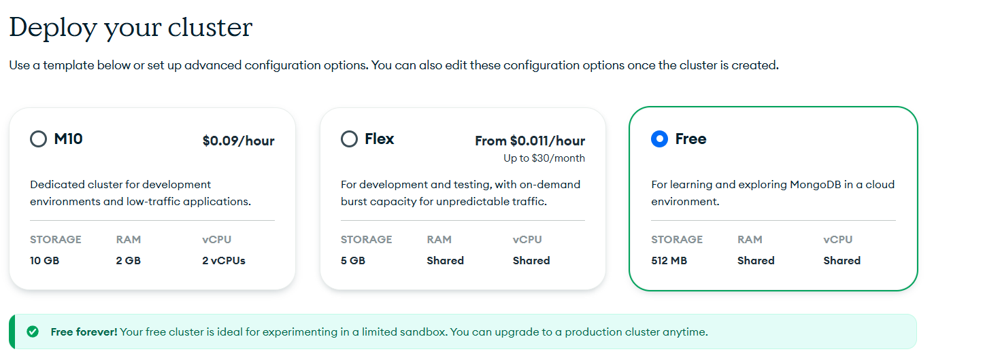 Deploy your cluster
Use a template below or set up advanced configuration options. You can also edit these configuration options once the cluster is created.
M10
$0.09/hour
Dedicated cluster for development
environments and low-traffic applications.
STORAGE RAM vCPU
10 GB 2 GB 2 vCPUs
Flex
From $0.011/hour
Up to $30/month
For development and testing, with on-demand
burst capacity for unpredictable traffic.
STORAGE RAM vCPU
5 GB Shared Shared
Free
For learning and exploring MongoDB in a cloud
environment.
STORAGE RAM vCPU
512 MB Shared Shared
Free forever! Your free cluster is ideal for experimenting in a limited sandbox. You can upgrade to a production cluster anytime.